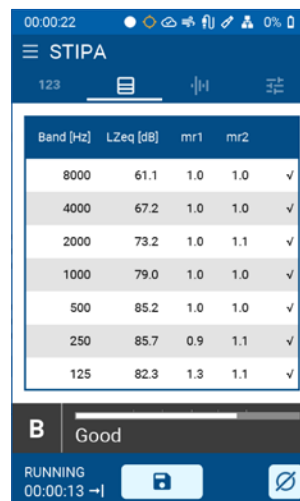 00:00:22 0%
STIPA
123
Band [Hz] LZeq [dB] mr1 mr2
8000 61.1 1.0 1.0 √
4000 67.2 1.0 1.0 √
2000 73.2 1.0 1.1 √
1000 79.0 1.0 1.0 √
500 85.2 1.0 1.0 √
250 85.7 0.9 1.1 √
125 82.3 1.3 1.1 √
B Good
RUNNING
00:00:13